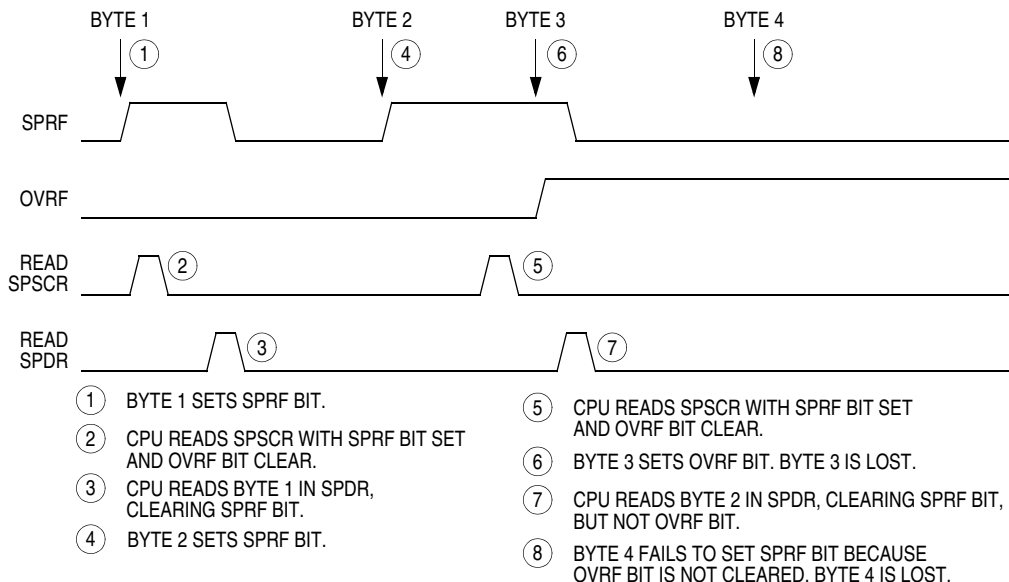 BYTE 1
BYTE 2
BYTE 3
BYTE 4
1
4
6
8
SPRF
OVRF
READ
SPSCR
2
5
READ
SPDR
3
7
1 BYTE 1 SETS SPRF BIT.
2 CPU READS SPSCR WITH SPRF BIT SET
AND OVRF BIT CLEAR.
3 CPU READS BYTE 1 IN SPDR,
CLEARING SPRF BIT.
4 BYTE 2 SETS SPRF BIT.
5 CPU READS SPSCR WITH SPRF BIT SET
AND OVRF BIT CLEAR.
6 BYTE 3 SETS OVRF BIT. BYTE 3 IS LOST.
7 CPU READS BYTE 2 IN SPDR, CLEARING SPRF BIT,
BUT NOT OVRF BIT.
8 BYTE 4 FAILS TO SET SPRF BIT BECAUSE
OVRF BIT IS NOT CLEARED. BYTE 4 IS LOST.